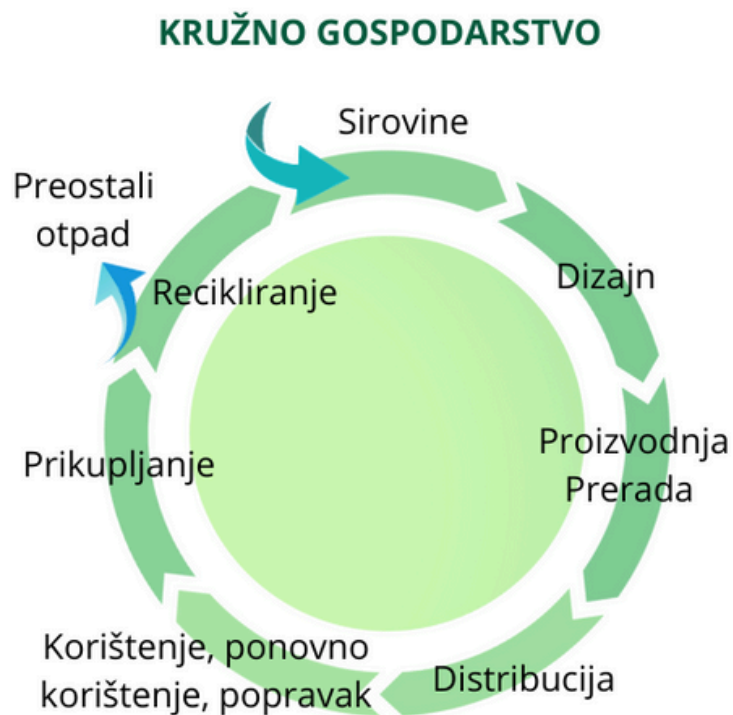 KRUŽNO GOSPODARSTVO
Sirovine
Dizajn
Proizvodnja
Prerada
Distribucija
Korištenje, ponovno
korištenje, popravak
Prikupljanje
Recikliranje
Preostali
otpad